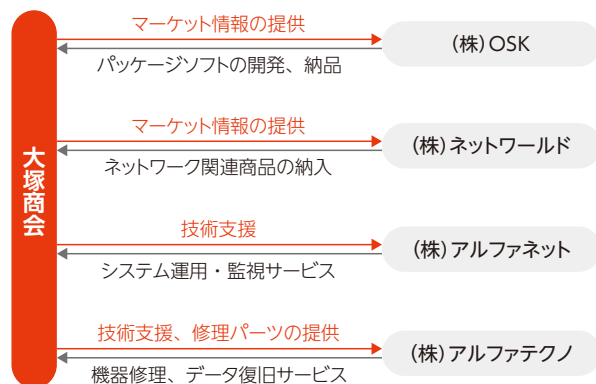 大塚商会
マーケット情報の提供
(株)OSK
パッケージソフトの開発、納品
マーケット情報の提供
(株)ネットワールド
ネットワーク関連商品の納入
技術支援
(株)アルファネット
システム運用・監視サービス
技術支援、修理パーツの提供
(株)アルファテクノ
機器修理、データ復旧サービス